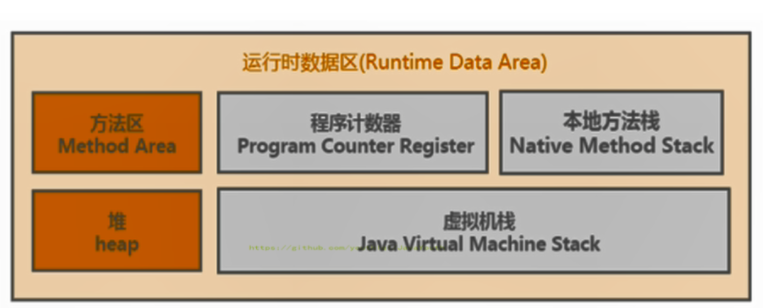 运行时数据区(Runtime Data Area)
方法区
Method Area
程序计数器
Program Counter Register
本地方法栈
Native Method Stack
堆
heap
虚拟机栈
Java Virtual Machine Stack